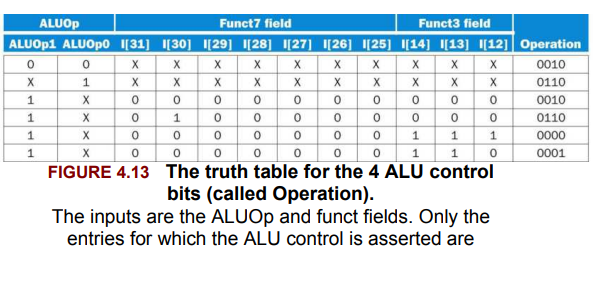 ALUOp Funct7 field Funct3 field
ALUOp1 ALUOp0 I[31] I[30] I[29] I[28] I[27] I[26] I[25] I[14] I[13] I[12] Operation
0 0 X X X X X X X X X X 0010
X 1 X X X X X X X X X X 0110
1 X 0 0 0 0 0 0 0 0 0 0 0010
1 X 0 1 0 0 0 0 0 0 0 0 0110
1 X 0 0 0 0 0 0 0 1 1 1 0000
1 X 0 0 0 0 0 0 0 1 1 0 0001
FIGURE 4.13 The truth table for the 4 ALU control
bits (called Operation).
The inputs are the ALUOp and funct fields. Only the
entries for which the ALU control is asserted are